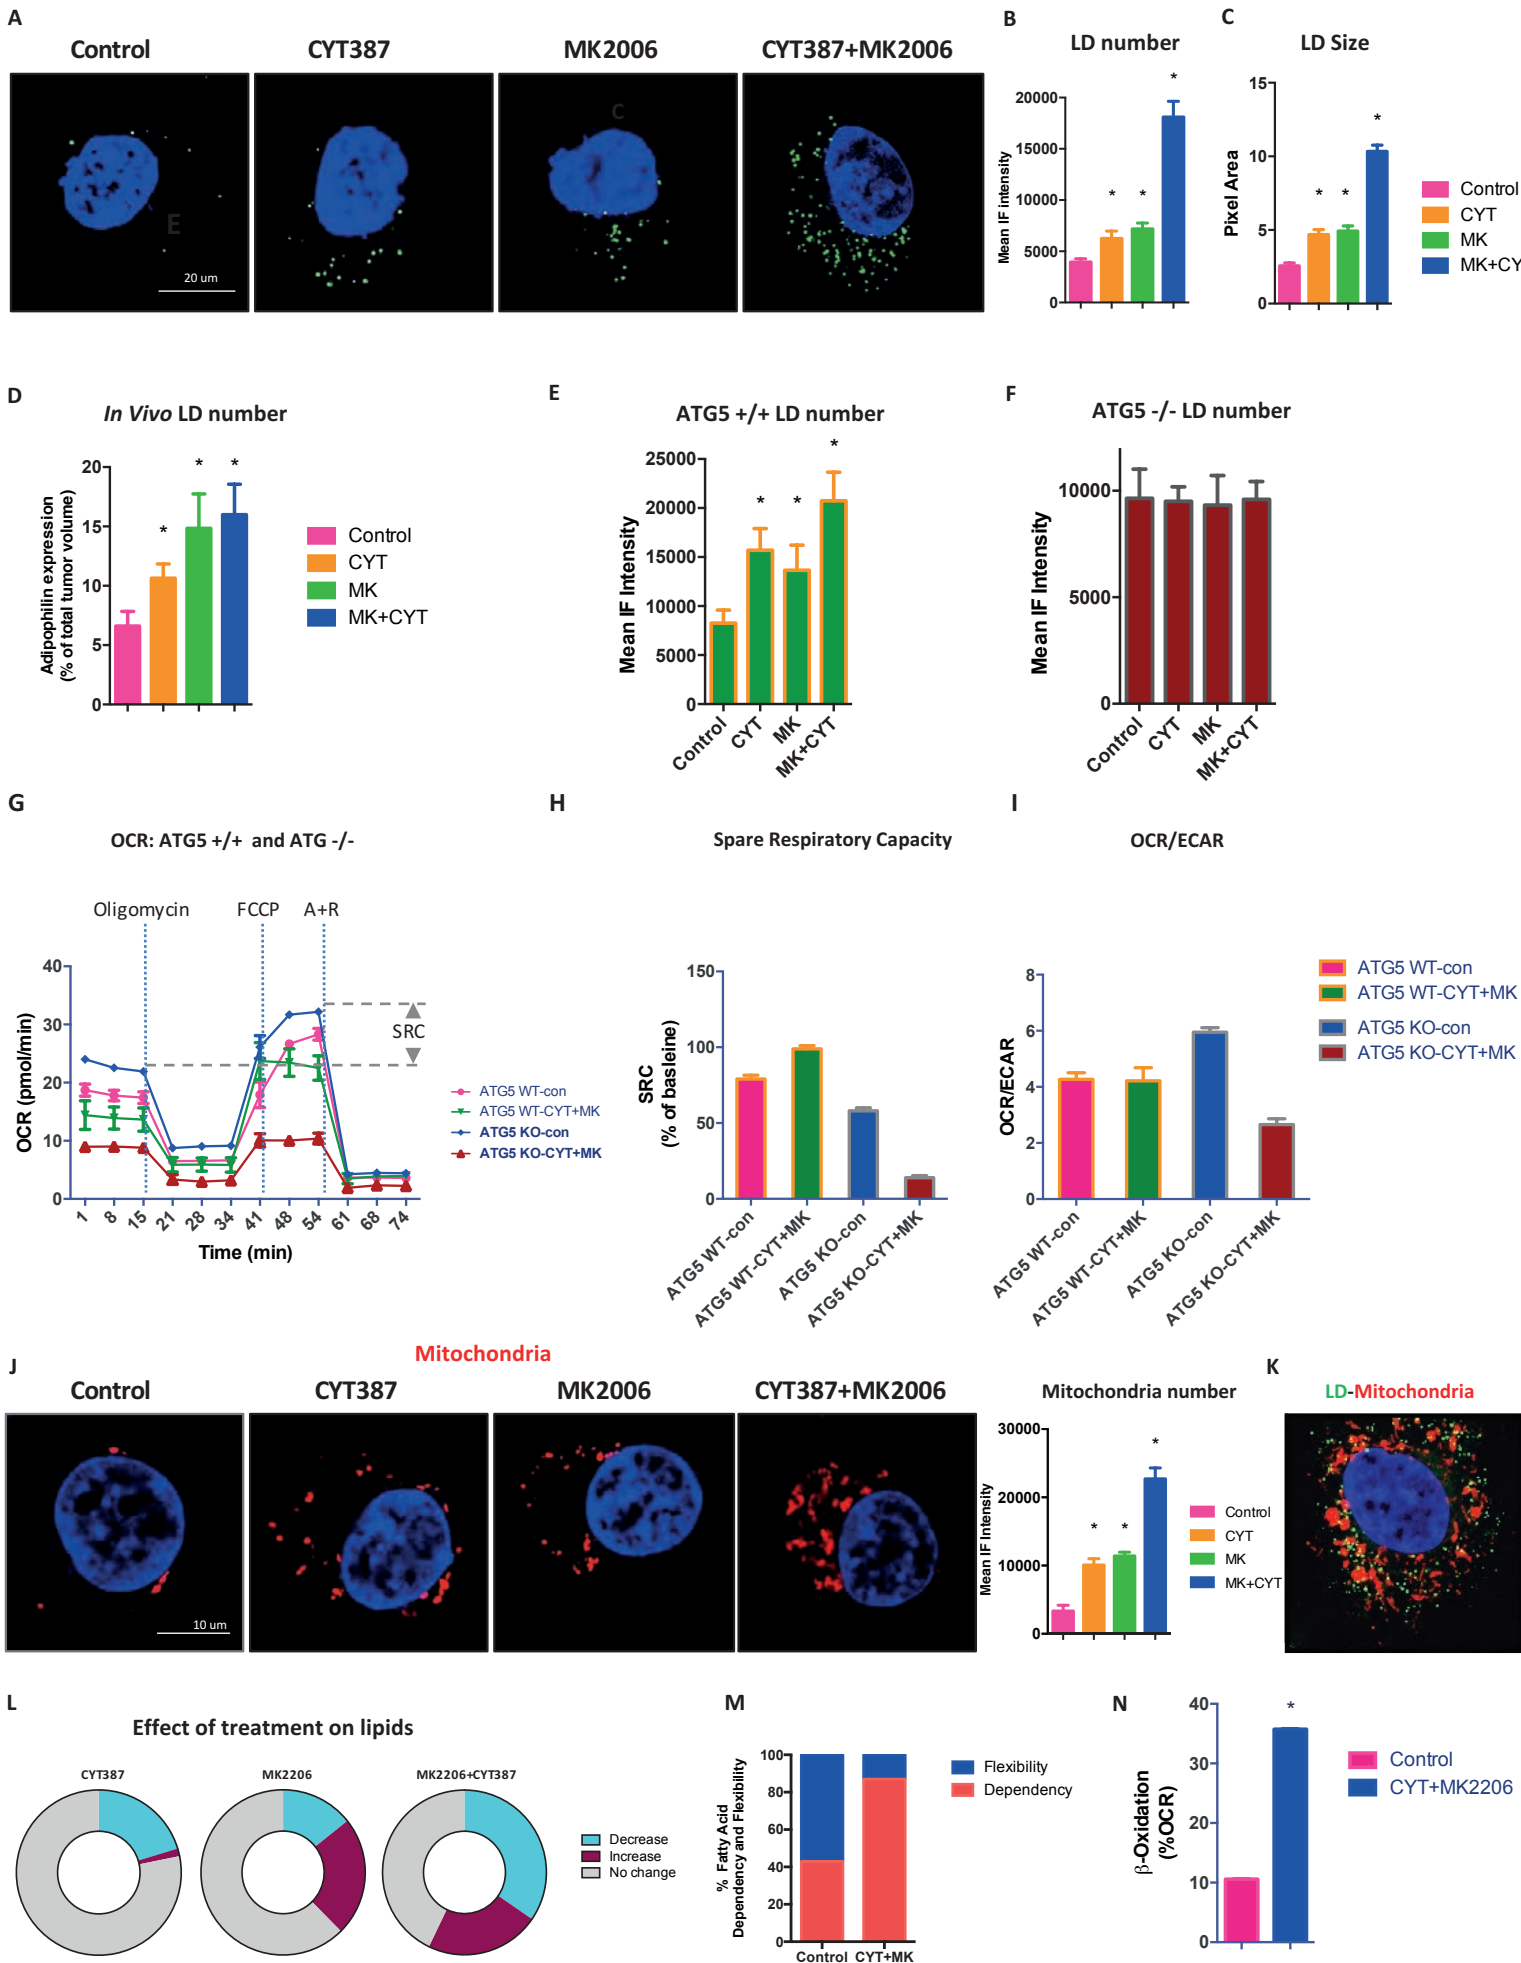 A
Control
CYT387
MK2006
CYT387+MK2006
C
E
20 um
B
LD number
Mean IF intensity
20000
15000
10000
5000
0
*
*
*
C
LD Size
Pixel Area
15
10
5
0
*
*
*
Control
CYT
MK
MK+CY
D
In Vivo LD number
Adipophilin expression
(% of total tumor volume)
20
15
10
5
0
*
*
*
Control
CYT
MK
MK+CYT
E
ATG5 +/+ LD number
Mean IF Intensity
25000
20000
15000
10000
5000
0
*
*
*
Control
CYT
MK
MK+CYT
F
ATG5 -/- LD number
Mean IF Intensity
10000
5000
0
Control
CYT
MK
MK+CYT
G
OCR: ATG5 +/+ and ATG -/-
Oligomycin
FCCP
A+R
SRC
OCR (pmol/min)
40
30
20
10
0
1
8
15
21
28
34
41
48
54
61
68
74
Time (min)
ATG5 WT-con
ATG5 WT-CYT+MK
ATG5 KO-con
ATG5 KO-CYT+MK
H
Spare Respiratory Capacity
SRC
(% of basleine)
150
100
50
0
ATG5 WT-con
ATG5 WT-CYT+MK
ATG5 KO-con
ATG5 KO-CYT+MK
I
OCR/ECAR
OCR/ECAR
8
6
4
2
0
ATG5 WT-con
ATG5 WT-CYT+MK
ATG5 KO-con
ATG5 KO-CYT+MK
ATG5 WT-con
ATG5 WT-CYT+MK
ATG5 KO-con
ATG5 KO-CYT+MK
J
Mitochondria
Control
CYT387
MK2006
CYT387+MK2006
10 um
Mitochondria number
Mean IF Intensity
30000
20000
10000
0
*
*
*
Control
CYT
MK
MK+CYT
K
LD-Mitochondria
L
Effect of treatment on lipids
CYT387
MK2206
MK2206+CYT387
Decrease
Increase
No change
M
% Fatty Acid
Dependency and Flexibility
100
80
60
40
20
0
Control
CYT+MK
Flexibility
Dependency
N
β-Oxidation
(%OCR)
40
30
20
10
0
*
Control
CYT+MK2206